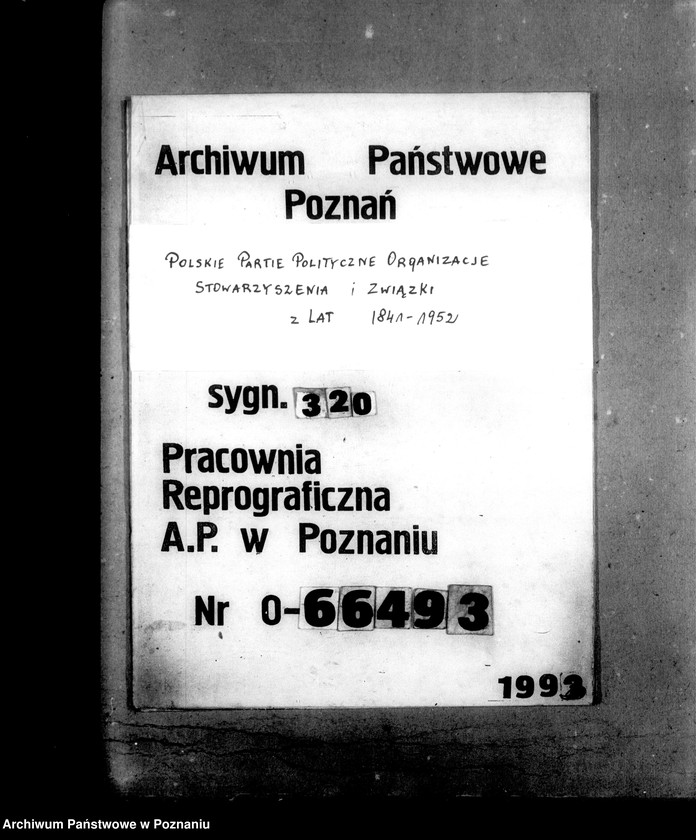 Archiwum Państwowe
Poznań
POLSKIE PARTIE POLITYCZNE ORGANIZACJE
STOWARZYSZENIA i ZWIĄZKI
z LAT 1841-1952
sygn. 320
Pracownia
Reprograficzna
A.P. w Poznaniu
Nr 0-66493
1993
Archiwum Państwowe w Poznaniu